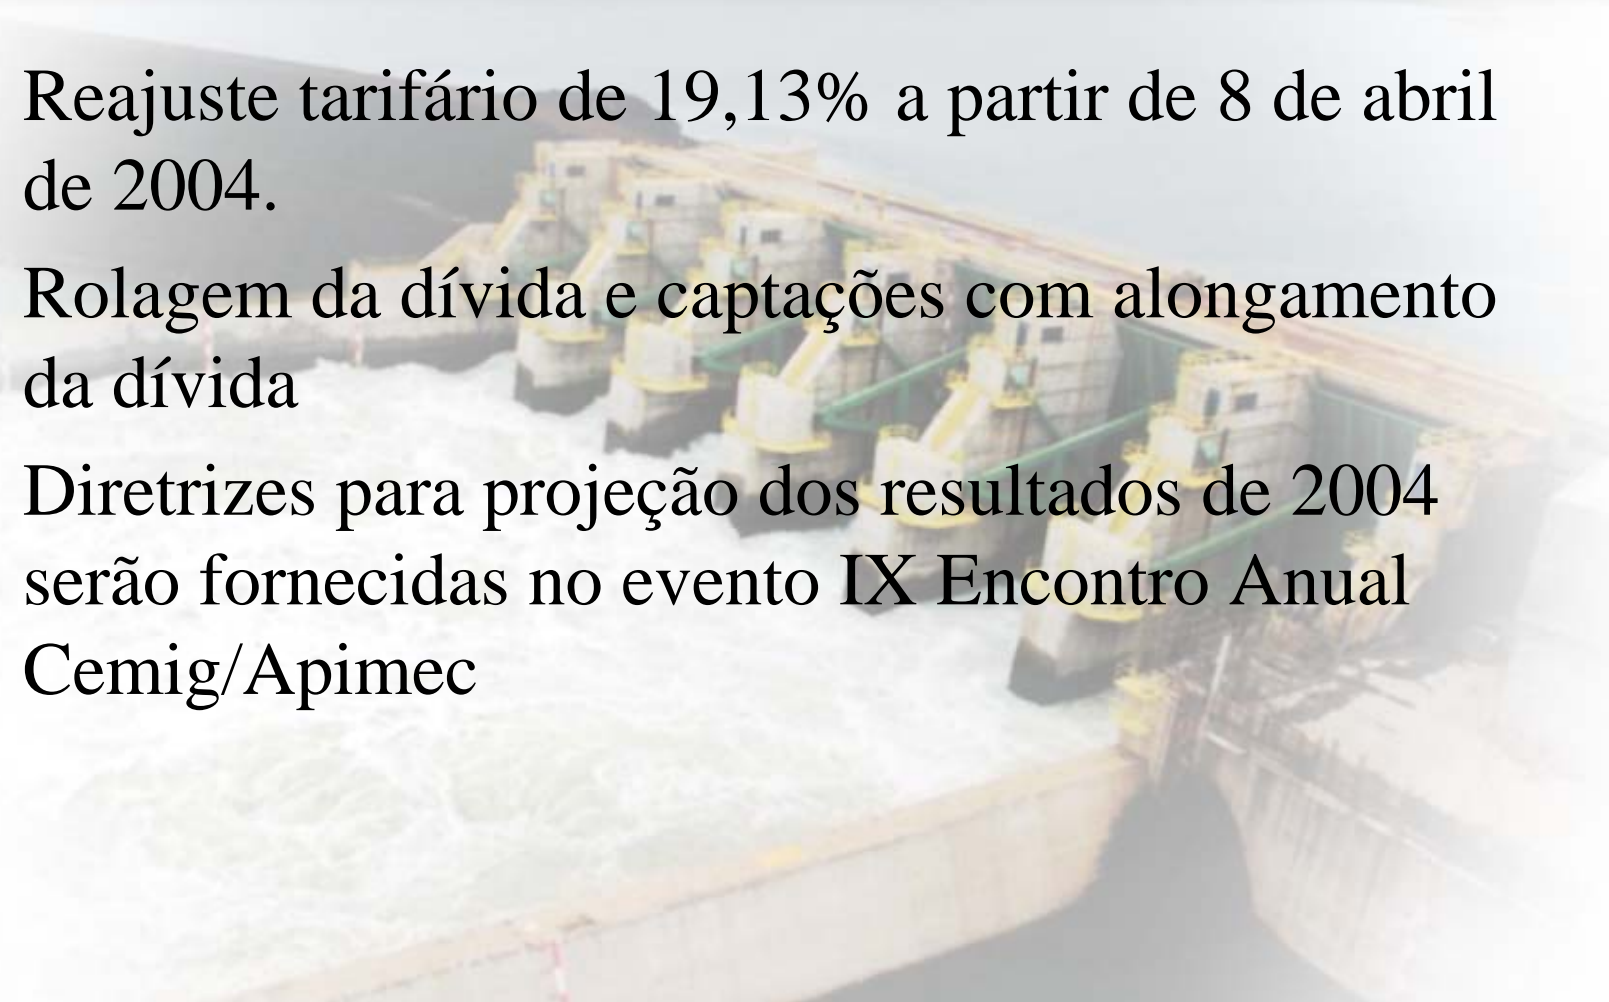 Reajuste tarifário de 19,13% a partir de 8 de abril
de 2004.
Rolagem da dívida e captações com alongamento
da dívida
Diretrizes para projeção dos resultados de 2004
serão fornecidas no evento IX Encontro Anual
Cemig/Apimec